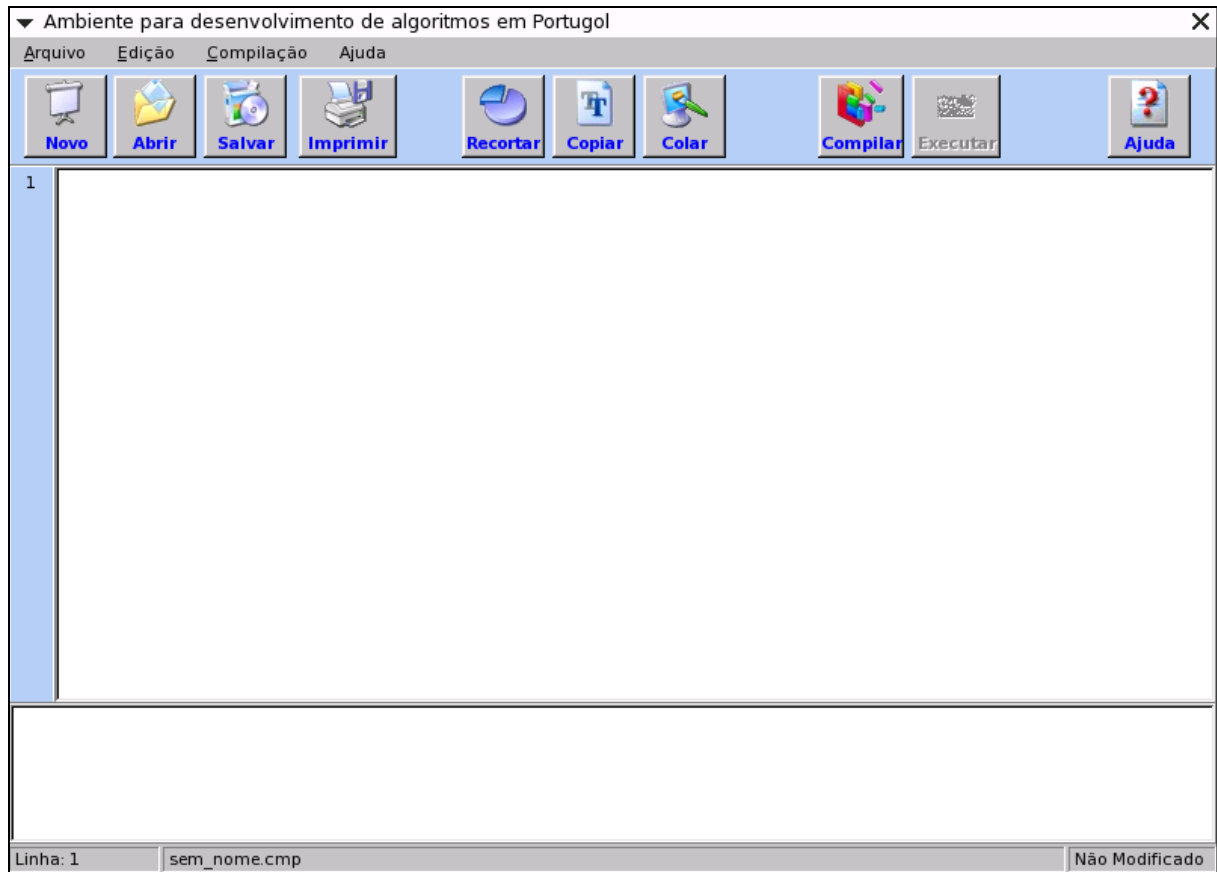 Ambiente para desenvolvimento de algoritmos em Portugol
Arquivo Edição Compilação Ajuda
Novo Abrir Salvar Imprimir Recortar Copiar Colar Compilar Executar Ajuda
1
Linha: 1 sem_nome.cmp Não Modificado